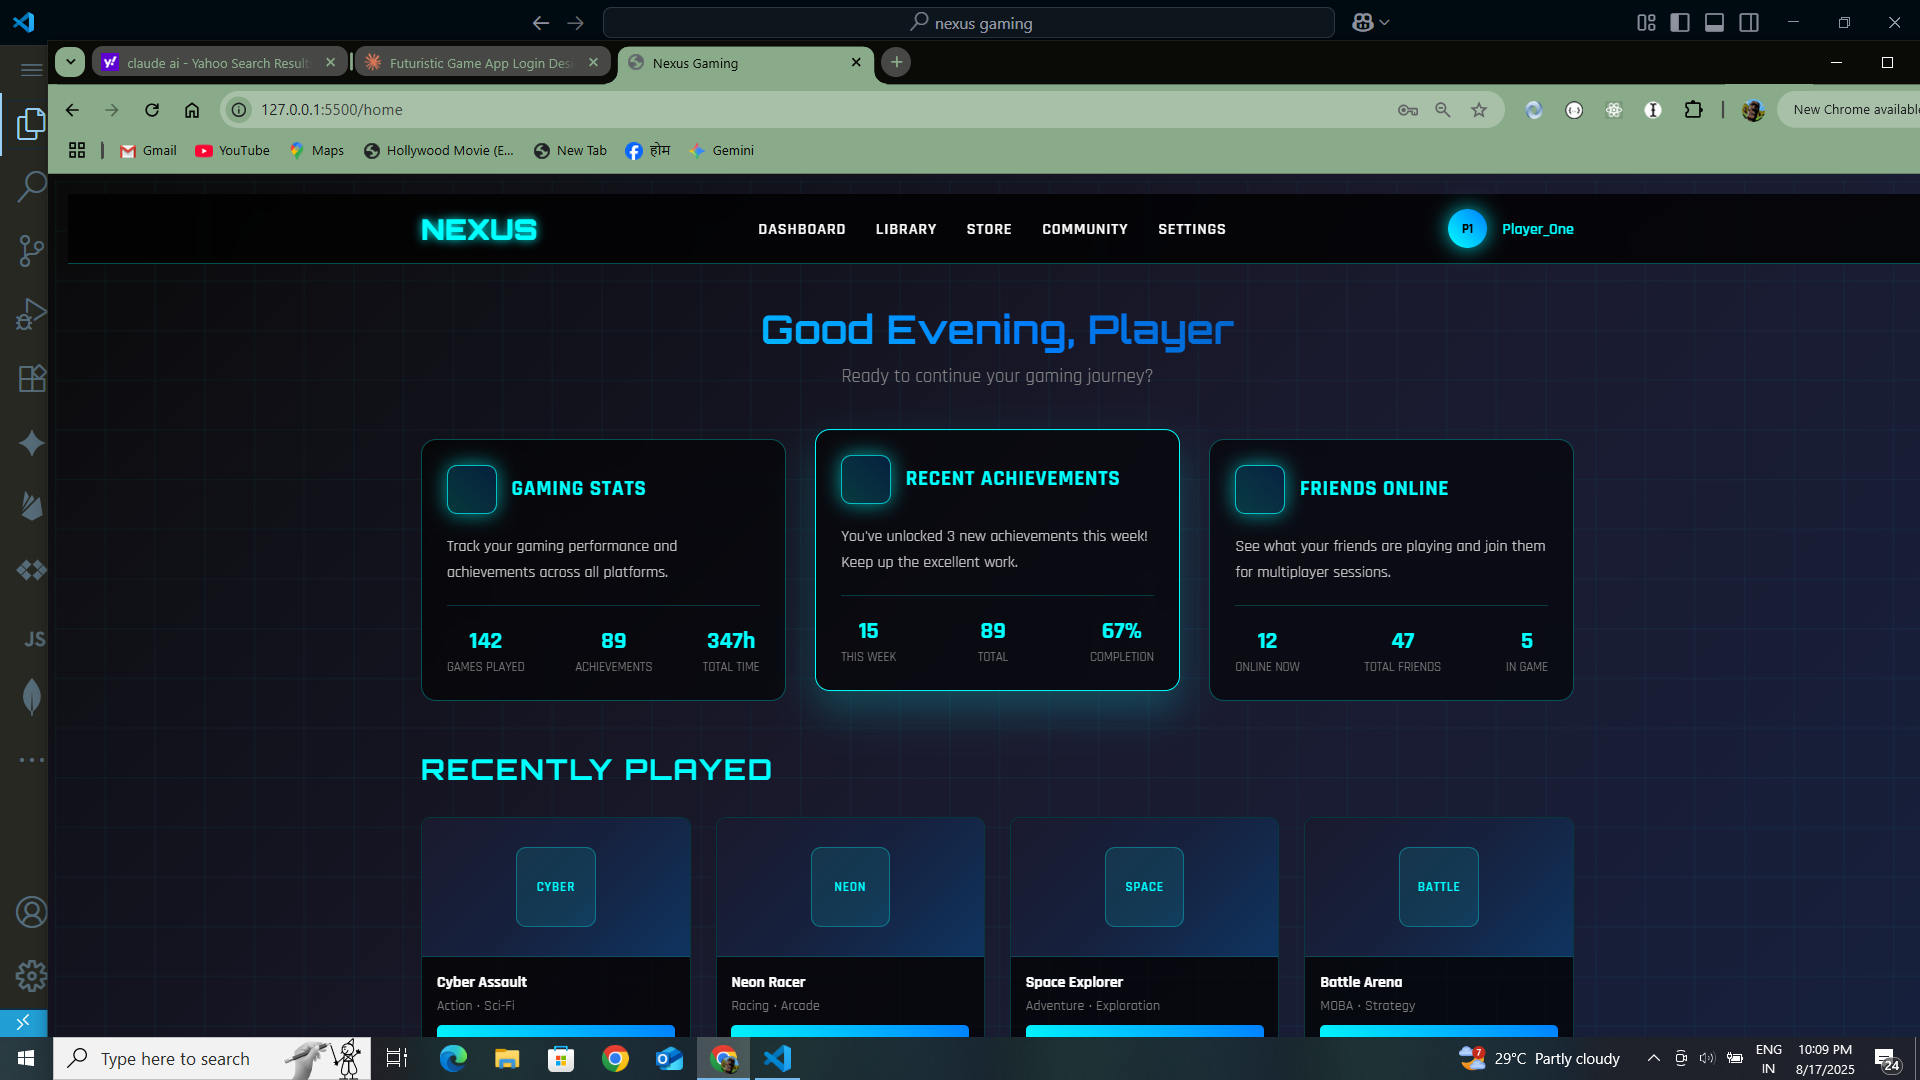 nexus gaming
claude ai - Yahoo Search Results
Futuristic Game App Login Des
Nexus Gaming
127.0.0.1:5500/home
New Chrome available
Gmail
YouTube
Maps
Hollywood Movie (E...
New Tab
होम
Gemini
NEXUS
DASHBOARD
LIBRARY
STORE
COMMUNITY
SETTINGS
P1
Player_One
Good Evening, Player
Ready to continue your gaming journey?
GAMING STATS
Track your gaming performance and
achievements across all platforms.
142
89
347h
GAMES PLAYED
ACHIEVEMENTS
TOTAL TIME
RECENT ACHIEVEMENTS
You've unlocked 3 new achievements this week!
Keep up the excellent work.
15
89
67%
THIS WEEK
TOTAL
COMPLETION
FRIENDS ONLINE
See what your friends are playing and join them
for multiplayer sessions.
12
47
5
ONLINE NOW
TOTAL FRIENDS
IN GAME
RECENTLY PLAYED
CYBER
NEON
SPACE
BATTLE
Cyber Assault
Action • Sci-Fi
Neon Racer
Racing • Arcade
Space Explorer
Adventure • Exploration
Battle Arena
MOBA • Strategy
JS
Type here to search
7
29°C Partly cloudy
ENG
IN
10:09 PM
8/17/2025
24